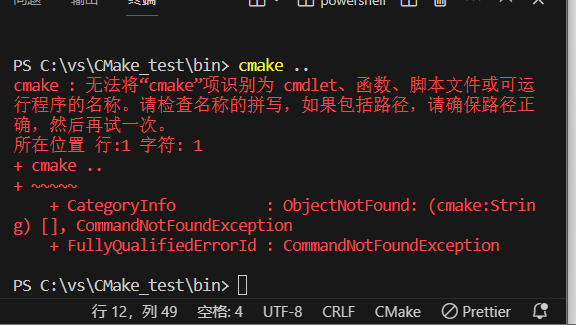 问题 输出 终端 powershell
PS C:\vs\CMake_test\bin> cmake ..
cmake : 无法将“cmake”项识别为 cmdlet、函数、脚本文件或可运
行程序的名称。请检查名称的拼写，如果包括路径，请确保路径正
确，然后再试一次。
所在位置 行:1 字符: 1
+ cmake ..
+ ~~~~~
    + CategoryInfo          : ObjectNotFound: (cmake:Strin
g) [], CommandNotFoundException
    + FullyQualifiedErrorId : CommandNotFoundException
PS C:\vs\CMake_test\bin>
行 12，列 49 空格: 4 UTF-8 CRLF CMake Prettier